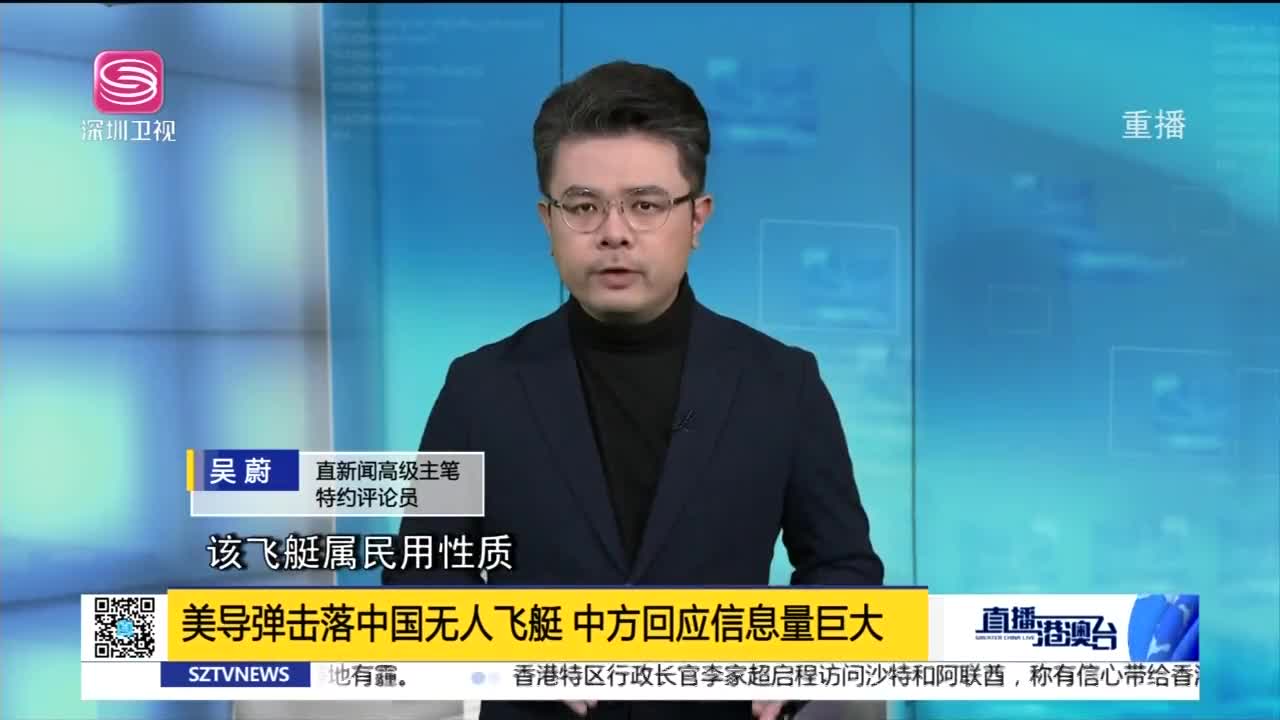 深圳卫视
重播
吴蔚
直新闻高级主笔
特约评论员
该飞艇属民用性质
美导弹击落中国无人飞艇 中方回应信息量巨大
直播港澳台
GREATER CHINA LIVE
SZTVNEWS
地有霾。 香港特区行政长官李家超启程访问沙特和阿联酋，称有信心带给香